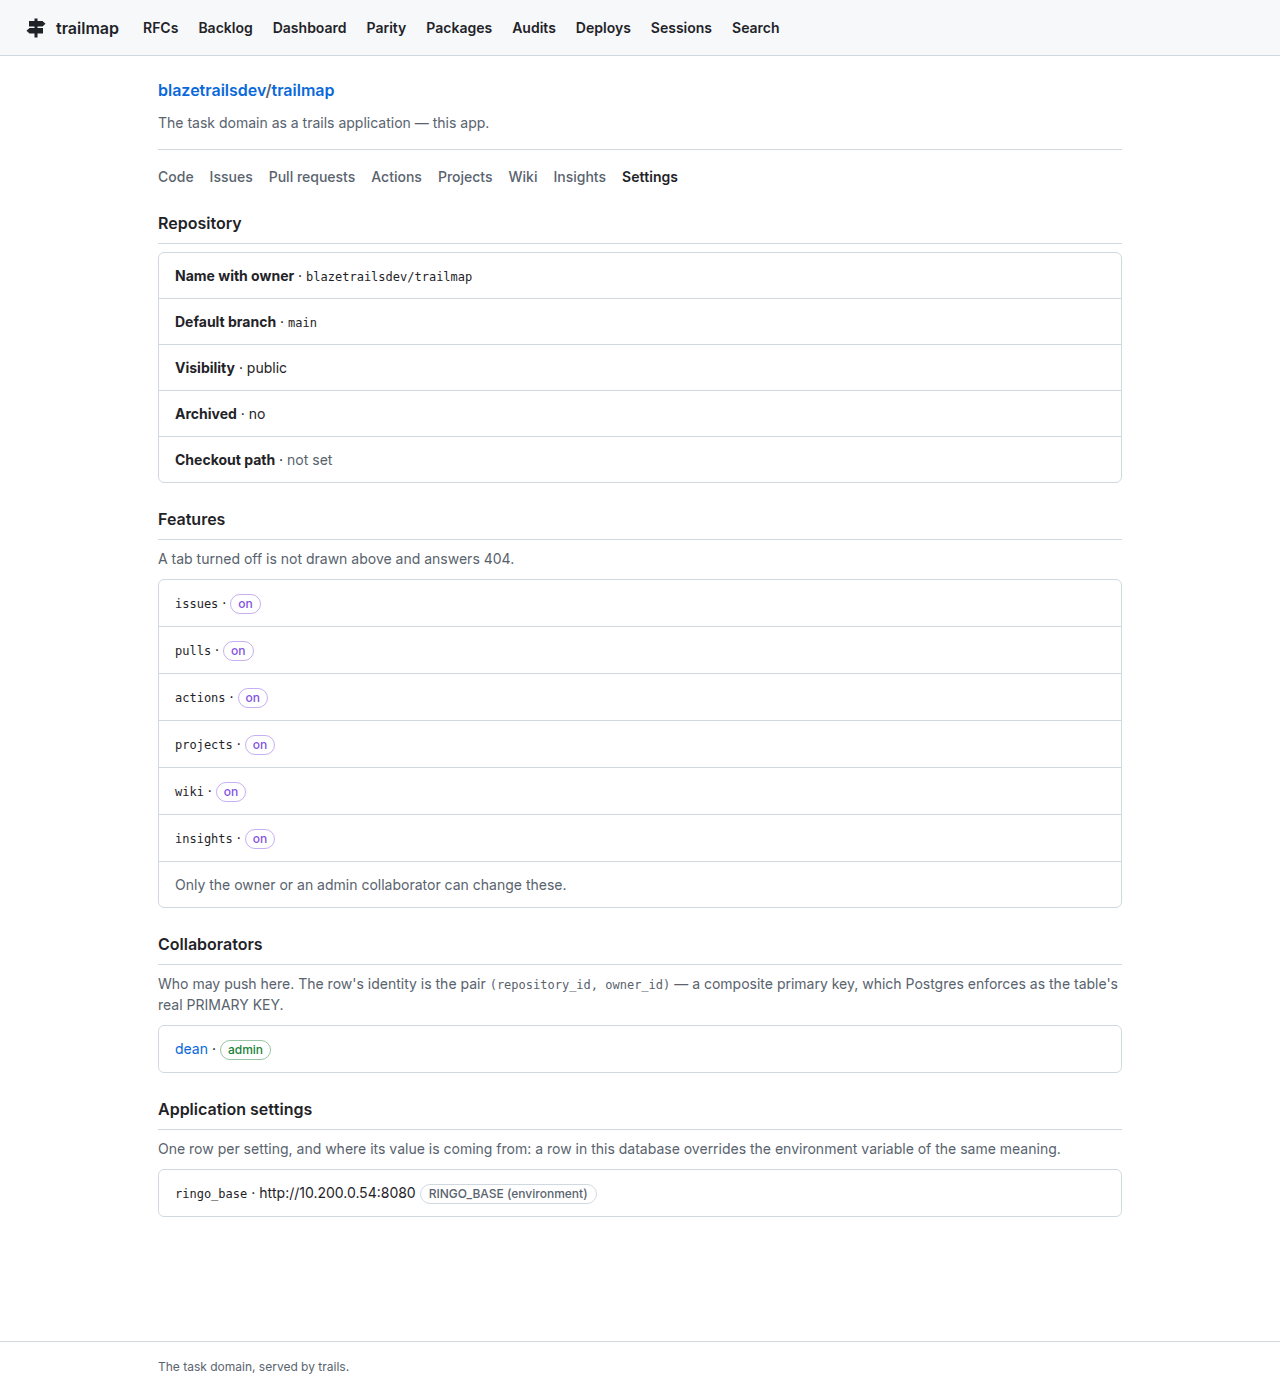 trailmap RFCs Backlog Dashboard Parity Packages Audits Deploys Sessions Search
blazetrailsdev/trailmap
The task domain as a trails application — this app.
Code Issues Pull requests Actions Projects Wiki Insights Settings
Repository
Name with owner · blazetrailsdev/trailmap
Default branch · main
Visibility · public
Archived · no
Checkout path · not set
Features
A tab turned off is not drawn above and answers 404.
issues · on
pulls · on
actions · on
projects · on
wiki · on
insights · on
Only the owner or an admin collaborator can change these.
Collaborators
Who may push here. The row's identity is the pair (repository_id, owner_id) — a composite primary key, which Postgres enforces as the table's
real PRIMARY KEY.
dean · admin
Application settings
One row per setting, and where its value is coming from: a row in this database overrides the environment variable of the same meaning.
ringo_base · http://10.200.0.54:8080 RINGO_BASE (environment)
The task domain, served by trails.